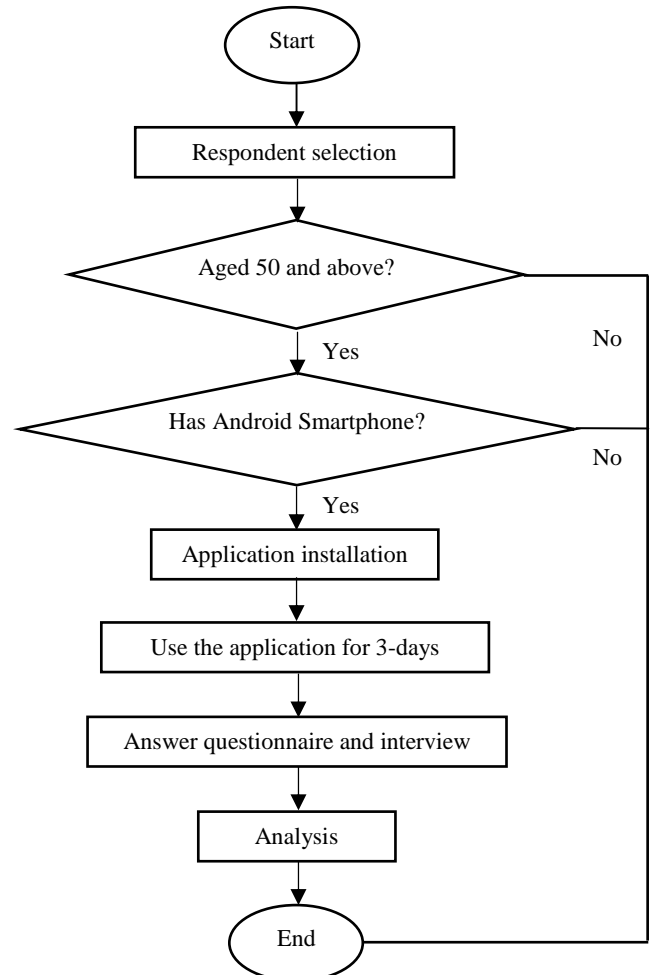 Start
Respondent selection
Aged 50 and above?
No
Yes
Has Android Smartphone?
No
Yes
Application installation
Use the application for 3-days
Answer questionnaire and interview
Analysis
End